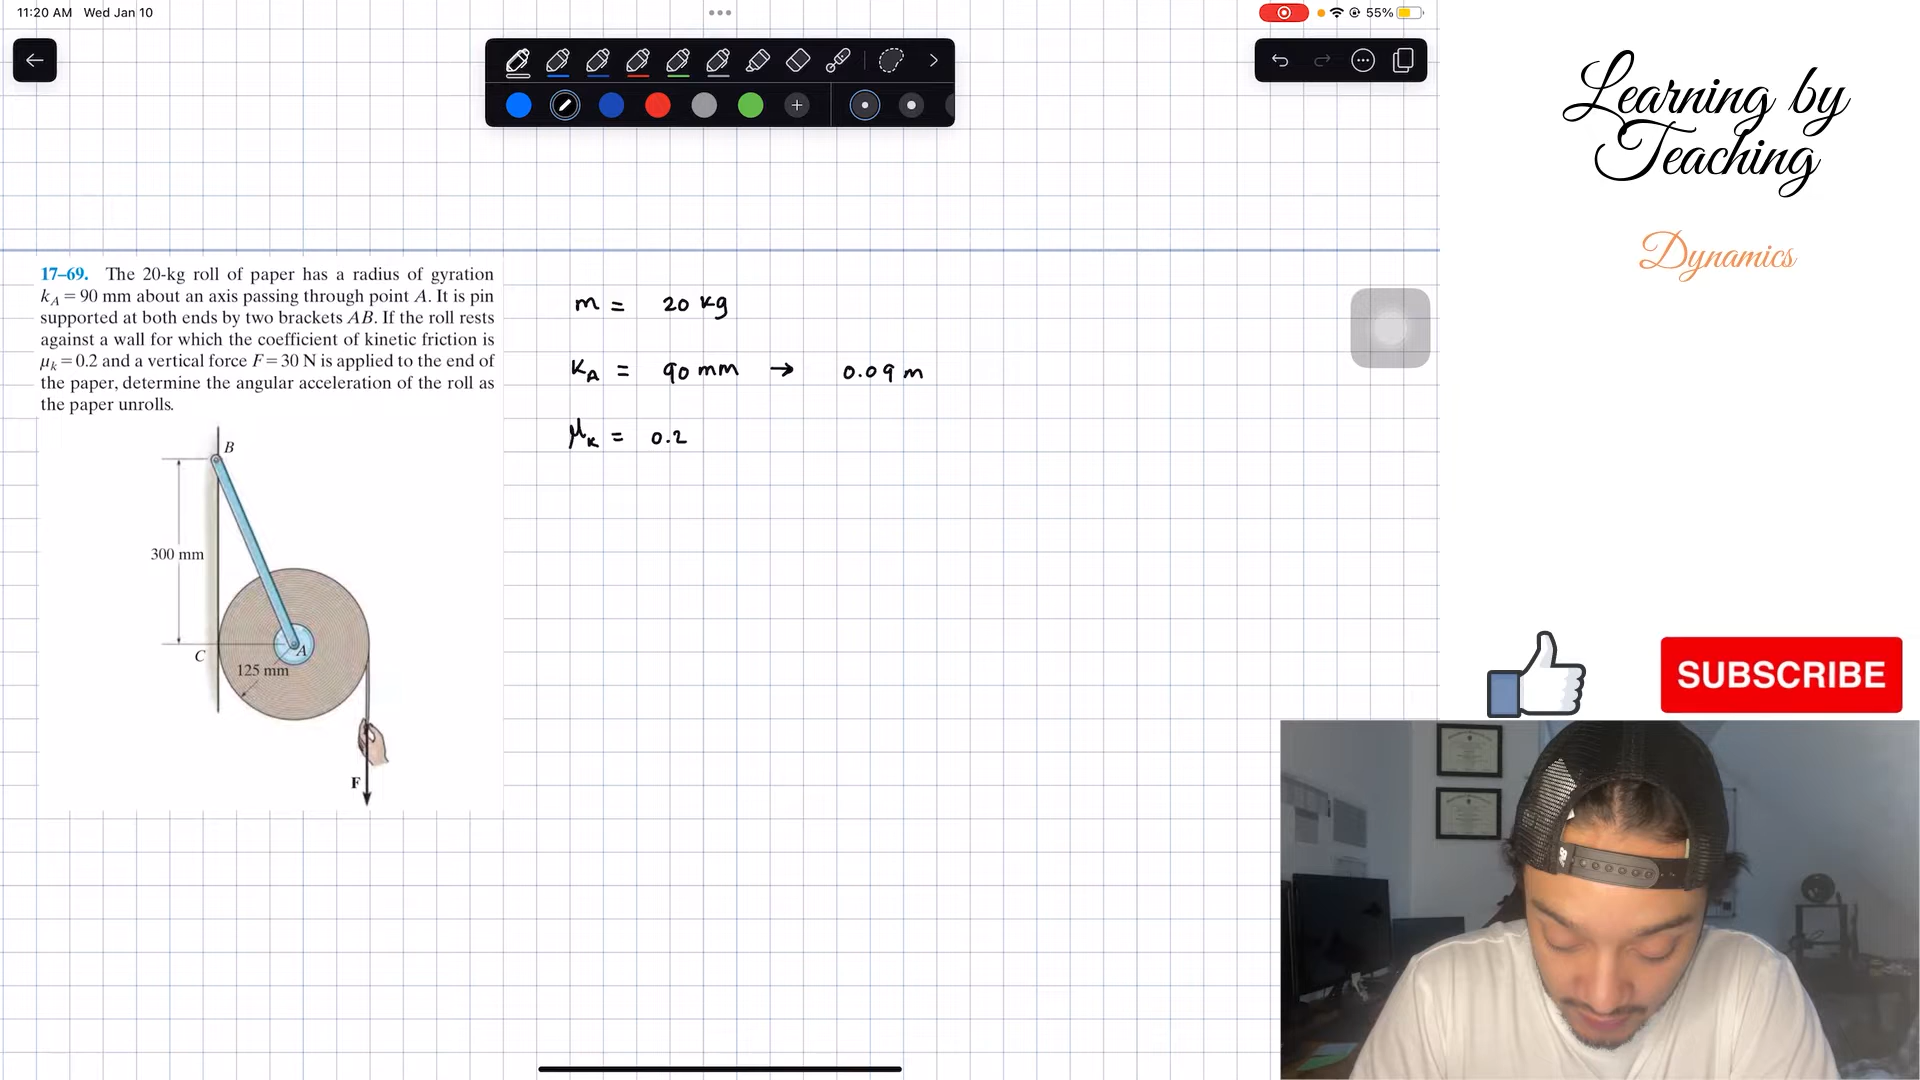 11:20 AM Wed Jan 10
55%
Learning by
Teaching
Dynamics
17–69. The 20-kg roll of paper has a radius of gyration
kA = 90 mm about an axis passing through point A. It is pin
supported at both ends by two brackets AB. If the roll rests
against a wall for which the coefficient of kinetic friction is
μk = 0.2 and a vertical force F = 30 N is applied to the end of
the paper, determine the angular acceleration of the roll as
the paper unrolls.
m = 20 kg
KA = 90 mm → 0.09 m
μK = 0.2
B
300 mm
C
A
125 mm
F
SUBSCRIBE